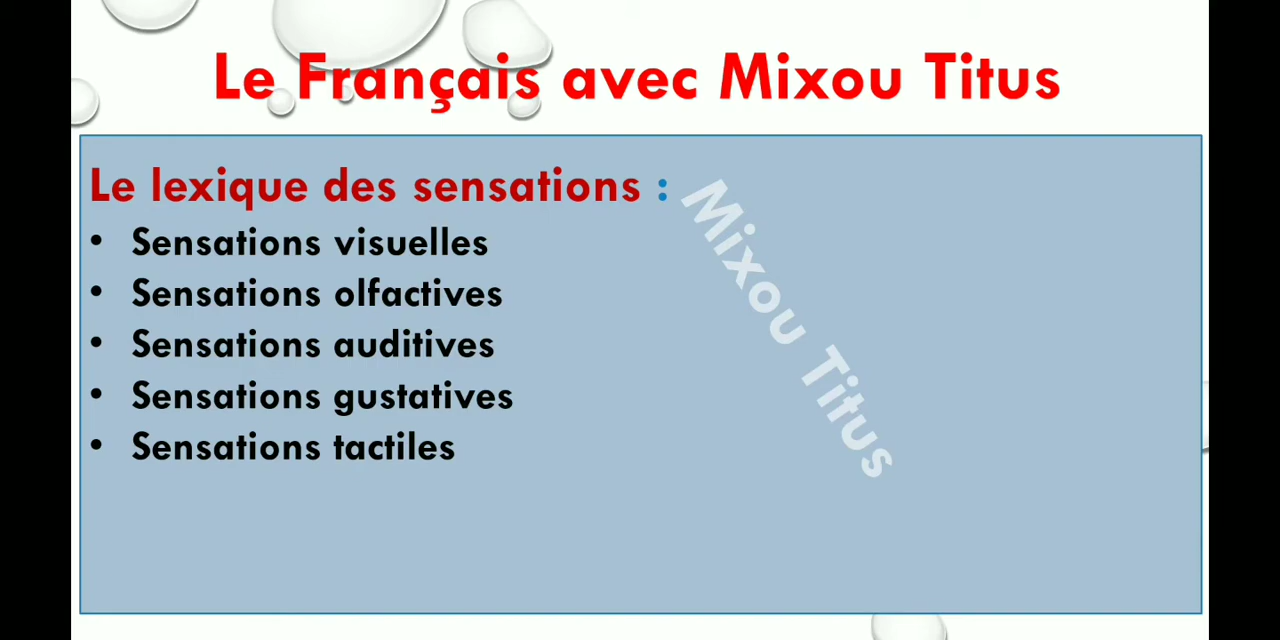 Le Français avec Mixou Titus
Le lexique des sensations :
• Sensations visuelles
• Sensations olfactives
• Sensations auditives
• Sensations gustatives
• Sensations tactiles
Mixou Titus